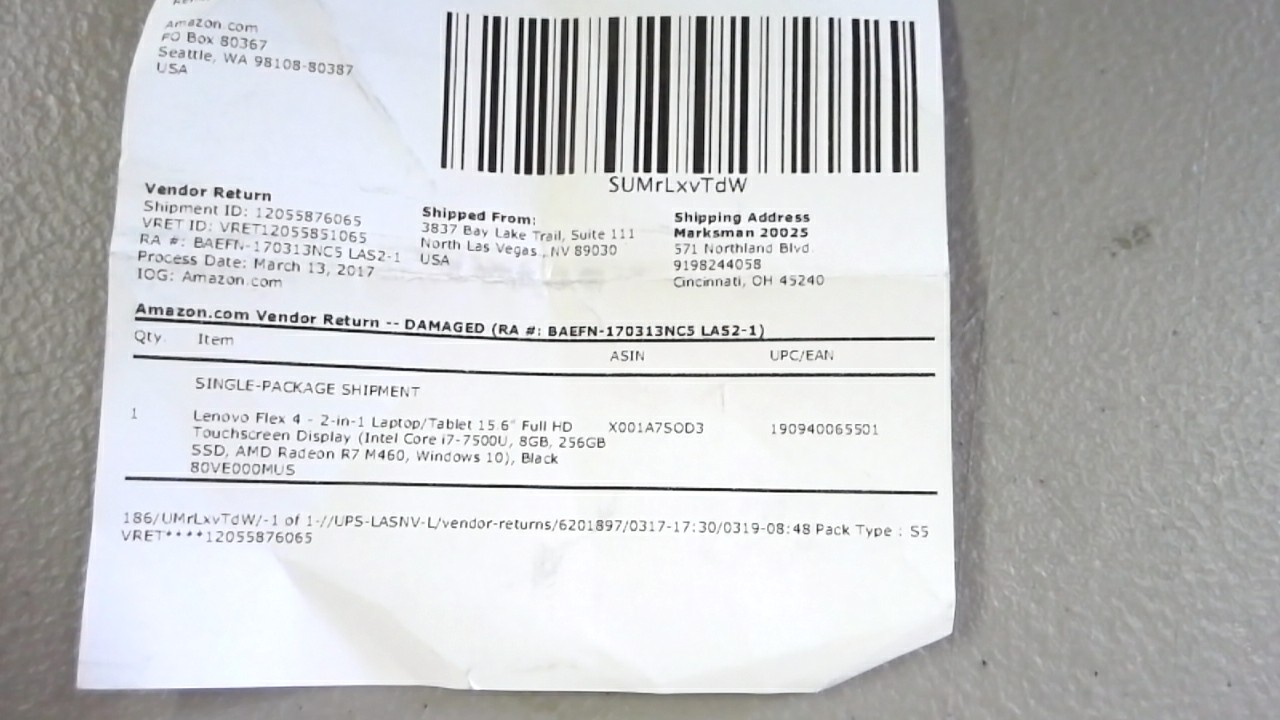 Amazon.com
PO Box 80367
Seattle, WA 98108-80387
USA
SUMrLxvTdW
Vendor Return
Shipment ID: 12055876065
VRET ID: VRET12055851065
RA #: BAEFN-170313NC5 LAS2-1
Process Date: March 13, 2017
IOG: Amazon.com
Shipped From:
3837 Bay Lake Trail, Suite 111
North Las Vegas , NV 89030
USA
Shipping Address
Marksman 20025
571 Northland Blvd
9198244058
Cincinnati, OH 45240
Amazon.com Vendor Return -- DAMAGED (RA #: BAEFN-170313NC5 LAS2-1)
Qty. Item ASIN UPC/EAN
SINGLE-PACKAGE SHIPMENT
1 Lenovo Flex 4 - 2-in-1 Laptop/Tablet 15.6" Full HD X001A7SOD3 190940065501
Touchscreen Display (Intel Core i7-7500U, 8GB, 256GB
SSD, AMD Radeon R7 M460, Windows 10), Black
80VE000MUS
186/UMrLxvTdW/-1 of 1-//UPS-LASNV-L/vendor-returns/6201897/0317-17:30/0319-08:48 Pack Type : S5
VRET****12055876065